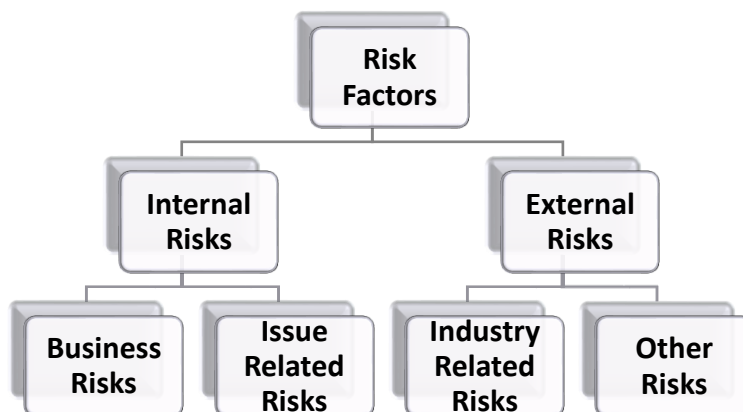 Risk
Factors
Internal
Risks
External
Risks
Business
Risks
Issue
Related
Risks
Industry
Related
Risks
Other
Risks